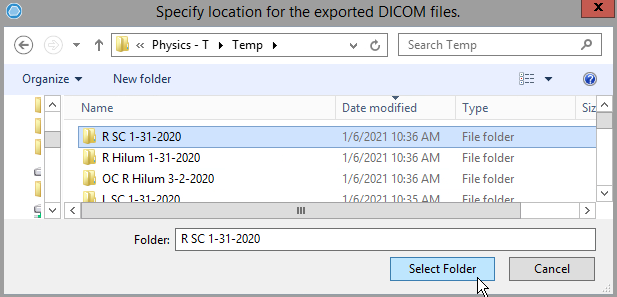 Specify location for the exported DICOM files.
« Physics - T Temp Search Temp
Organize New folder
Name Date modified Type Siz
R SC 1-31-2020 1/6/2021 10:36 AM File folder
R Hilum 1-31-2020 1/6/2021 10:36 AM File folder
OC R Hilum 3-2-2020 1/6/2021 10:36 AM File folder
L SC 1-31-2020 1/6/2021 10:35 AM File folder
Folder: R SC 1-31-2020
Select Folder Cancel